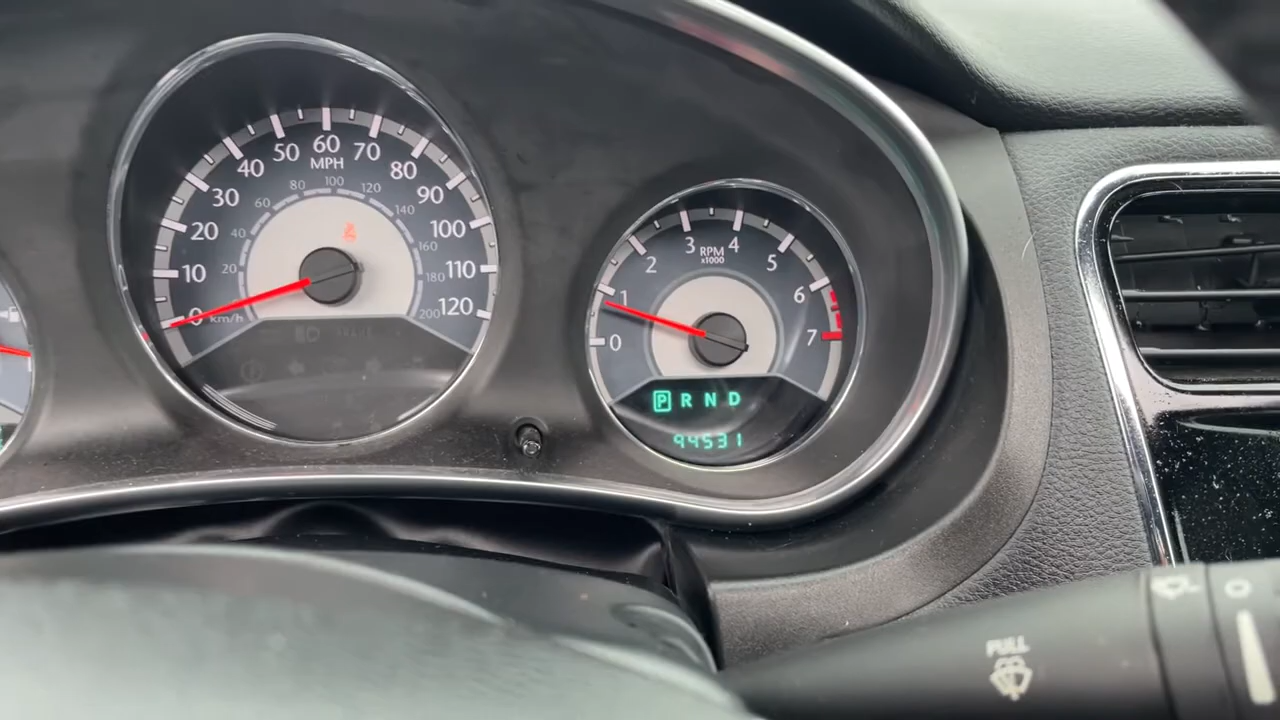 0 10 20 30 40 50 60 70 80 90 100 110 120
MPH
20 40 60 80 100 120 140 160 180 200
km/h
0 1 2 3 4 5 6 7
RPM
x1000
P R N D
94531
PULL